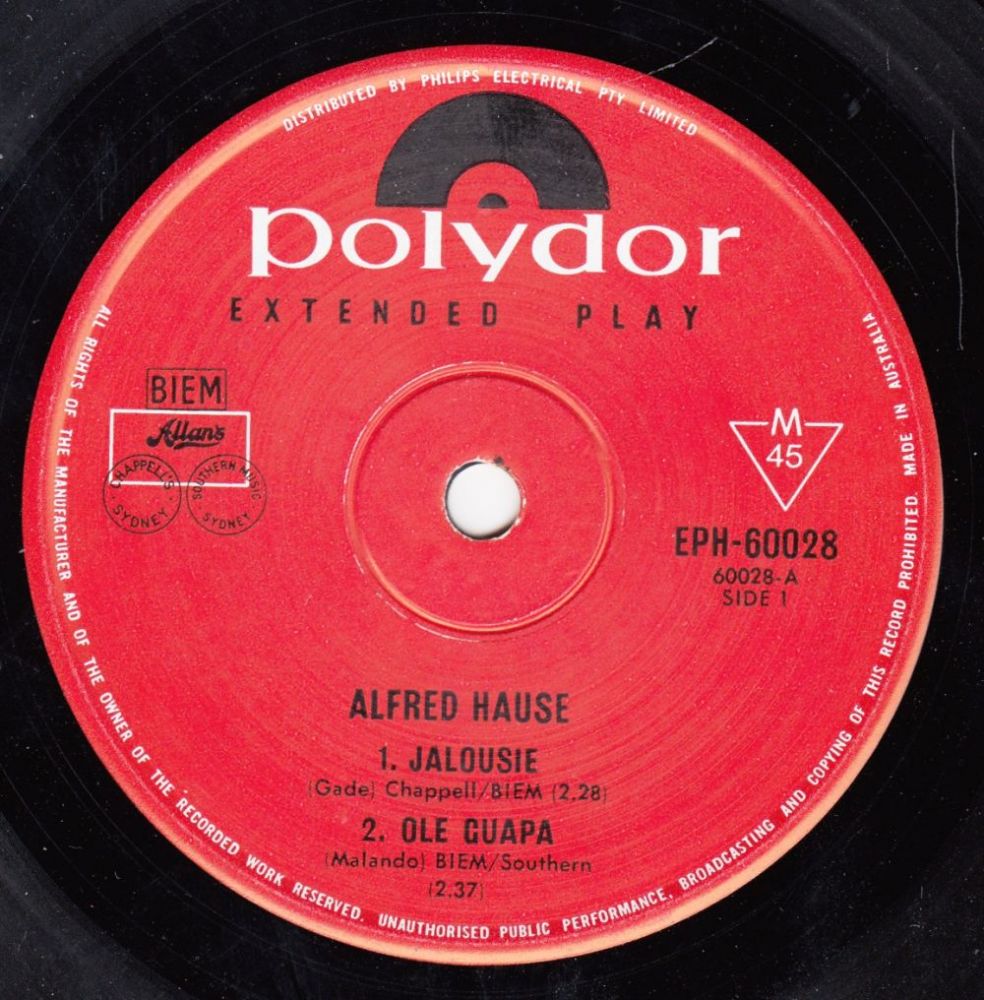 DISTRIBUTED BY PHILIPS ELECTRICAL PTY LIMITED
polydor
EXTENDED PLAY
BIEM
Allan's
CHAPPELL'S
SYDNEY
SOUTHERN MUSIC
SYDNEY
M
45
EPH-60028
60028-A
SIDE 1
ALFRED HAUSE
1. JALOUSIE
(Gade) Chappell/BIEM (2.28)
2. OLE GUAPA
(Malando) BIEM/Southern
(2.37)
ALL RIGHTS OF THE MANUFACTURER AND OF THE OWNER OF THE RECORDED WORK RESERVED. UNAUTHORISED PUBLIC PERFORMANCE, BROADCASTING AND COPYING OF THIS RECORD PROHIBITED. MADE IN AUSTRALIA